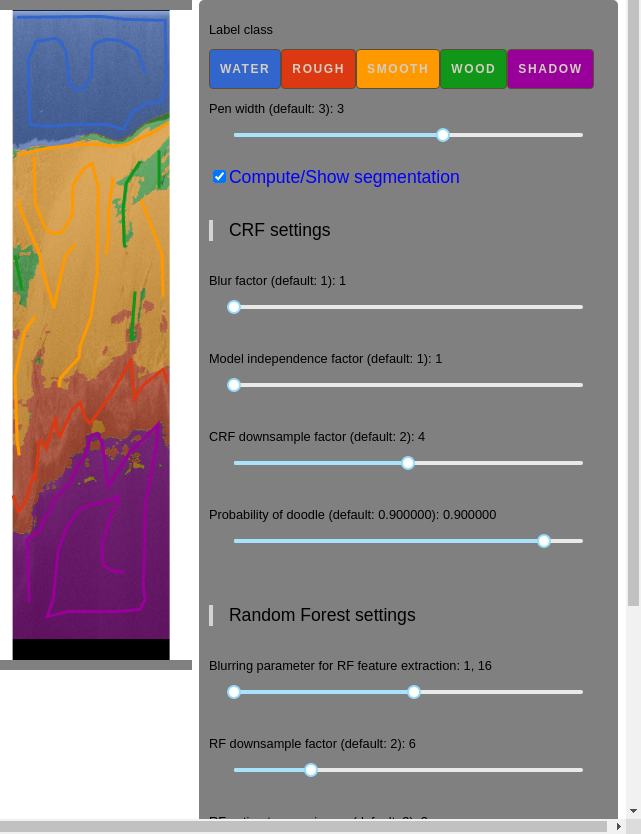 Label class
WATER ROUGH SMOOTH WOOD SHADOW
Pen width (default: 3): 3
Compute/Show segmentation
CRF settings
Blur factor (default: 1): 1
Model independence factor (default: 1): 1
CRF downsample factor (default: 2): 4
Probability of doodle (default: 0.900000): 0.900000
Random Forest settings
Blurring parameter for RF feature extraction: 1, 16
RF downsample factor (default: 2): 6